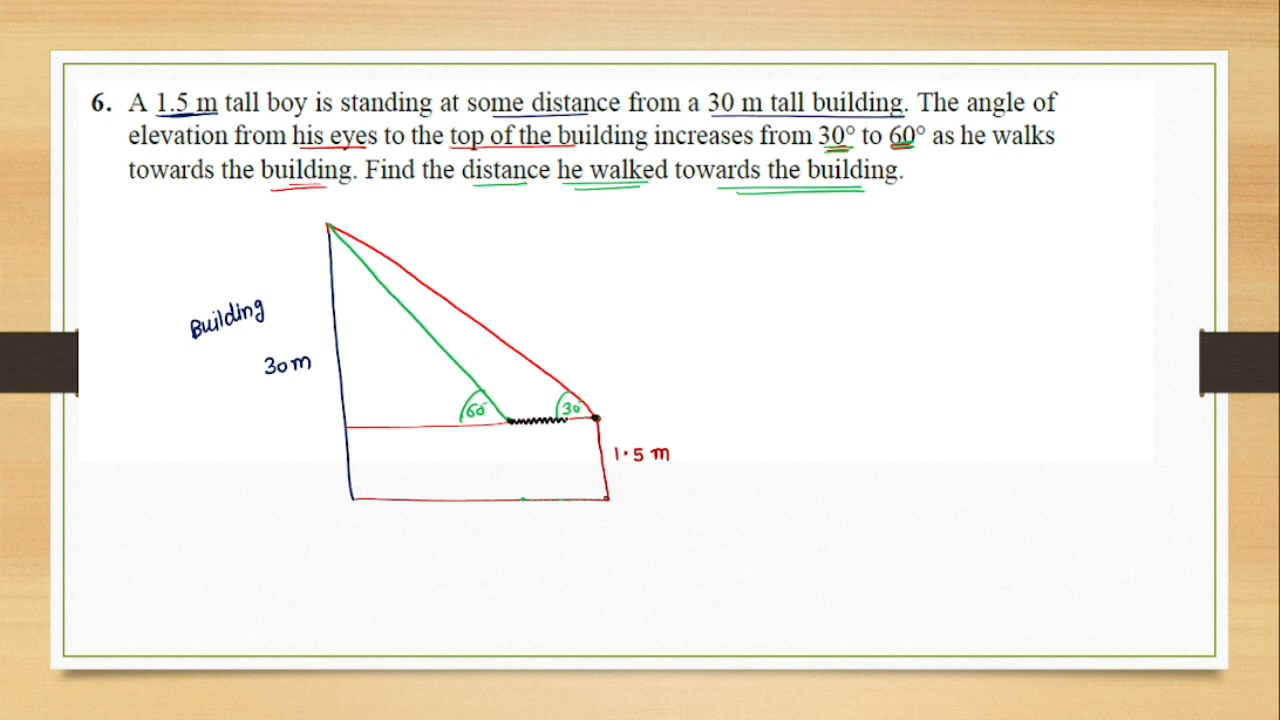 6. A 1.5 m tall boy is standing at some distance from a 30 m tall building. The angle of
elevation from his eyes to the top of the building increases from 30° to 60° as he walks
towards the building. Find the distance he walked towards the building.
Building
30m
60°
30°
1.5 m